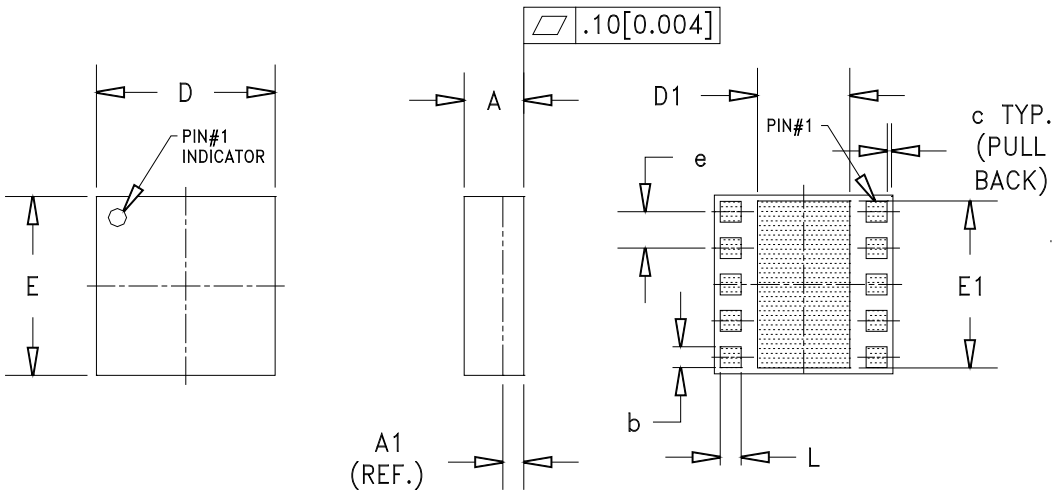 .10[0.004]
D
A
D1
PIN#1
c TYP.
(PULL
BACK)
PIN#1
INDICATOR
e
E
E1
b
A1
(REF.)
L